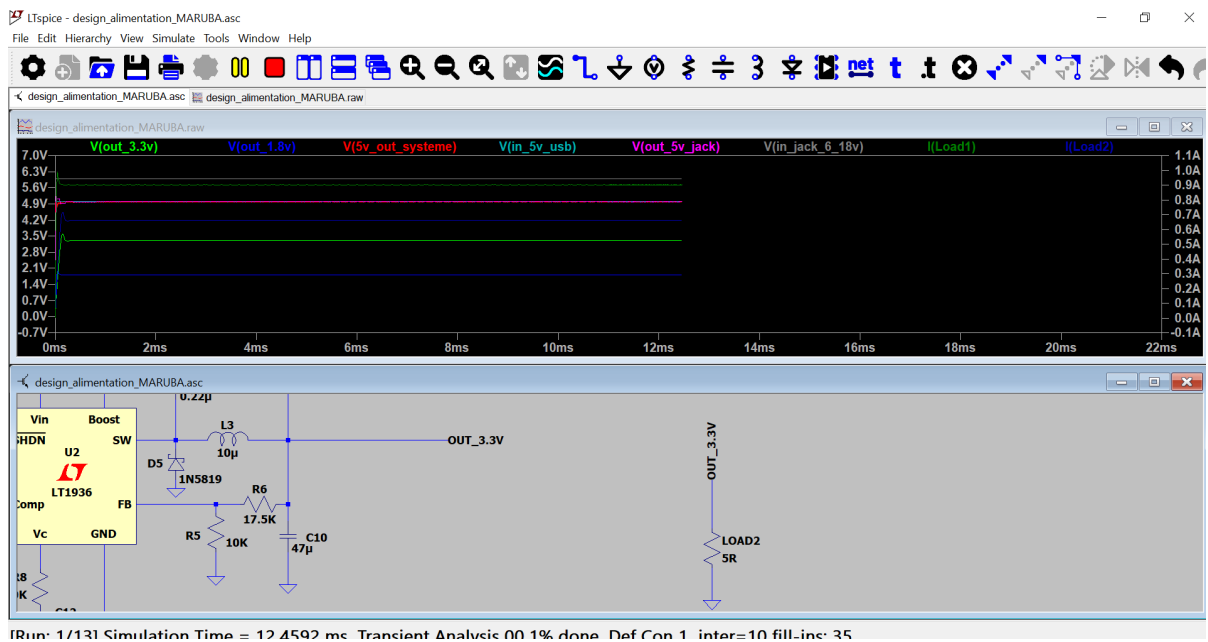 LTspice - design_alimentation_MARUBA.asc
File Edit Hierarchy View Simulate Tools Window Help
net t .t
design_alimentation_MARUBA.asc design_alimentation_MARUBA.raw
design_alimentation_MARUBA.raw
V(out_3.3v) V(out_1.8v) V(5v_out_systeme) V(in_5v_usb) V(out_5v_jack) V(in_jack_6_18v) I(Load1) I(Load2)
7.0V 1.1A
6.3V 1.0A
5.6V 0.9A
4.9V 0.8A
4.2V 0.7A
3.5V 0.6A
2.8V 0.5A
2.1V 0.4A
1.4V 0.3A
0.7V 0.2A
0.0V 0.1A
-0.7V 0.0A
-0.1A
0ms 2ms 4ms 6ms 8ms 10ms 12ms 14ms 16ms 18ms 20ms 22ms
design_alimentation_MARUBA.asc
0.22µ
Vin Boost
SHDN SW
U2
LT1936
Comp FB
Vc GND
L3
10µ
OUT_3.3V
D5
1N5819
R6
17.5K
R5
10K
C10
47µ
OUT_3.3V
LOAD2
5R
[Run: 1/13] Simulation Time = 12.4592 ms, Transient Analysis 00.1% done, Def Con 1, inter=10 fill-ins: 35